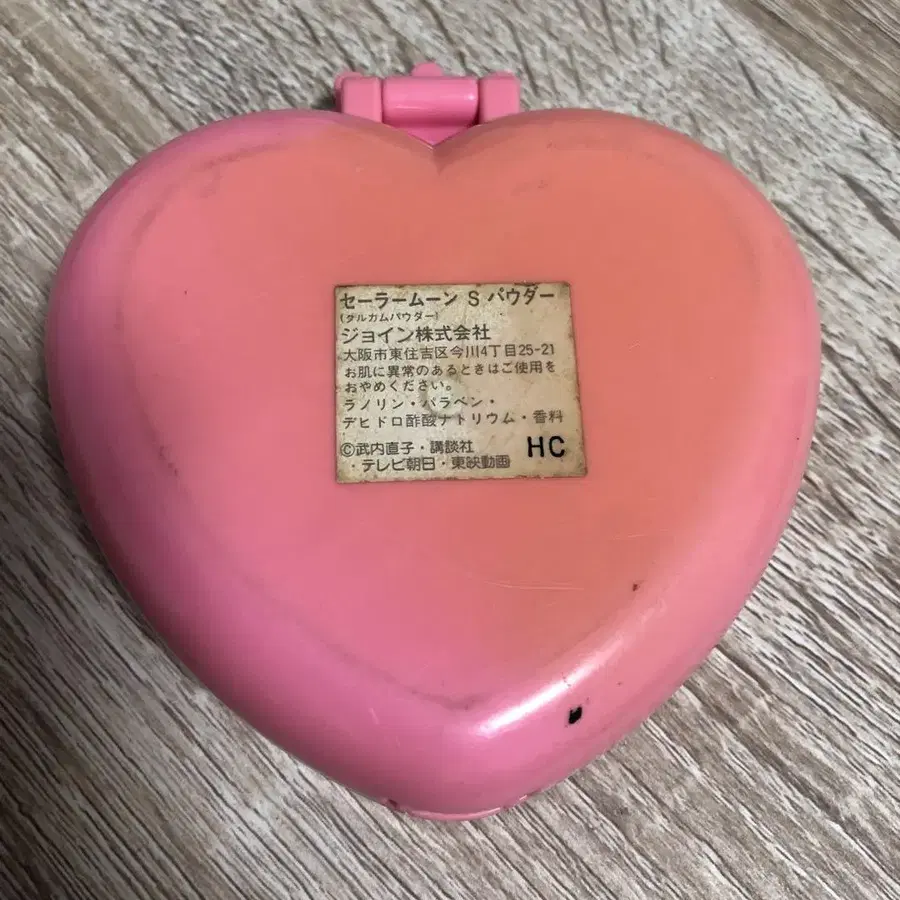 セーラームーン S パウダー
(タルカムパウダー)
ジョイン株式会社
大阪市東住吉区今川4丁目25-21
お肌に異常のあるときはご使用を
おやめください。
ラノリン・パラベン・
デヒドロ酢酸ナトリウム・香料
©武内直子・講談社
・テレビ朝日・東映動画
HC